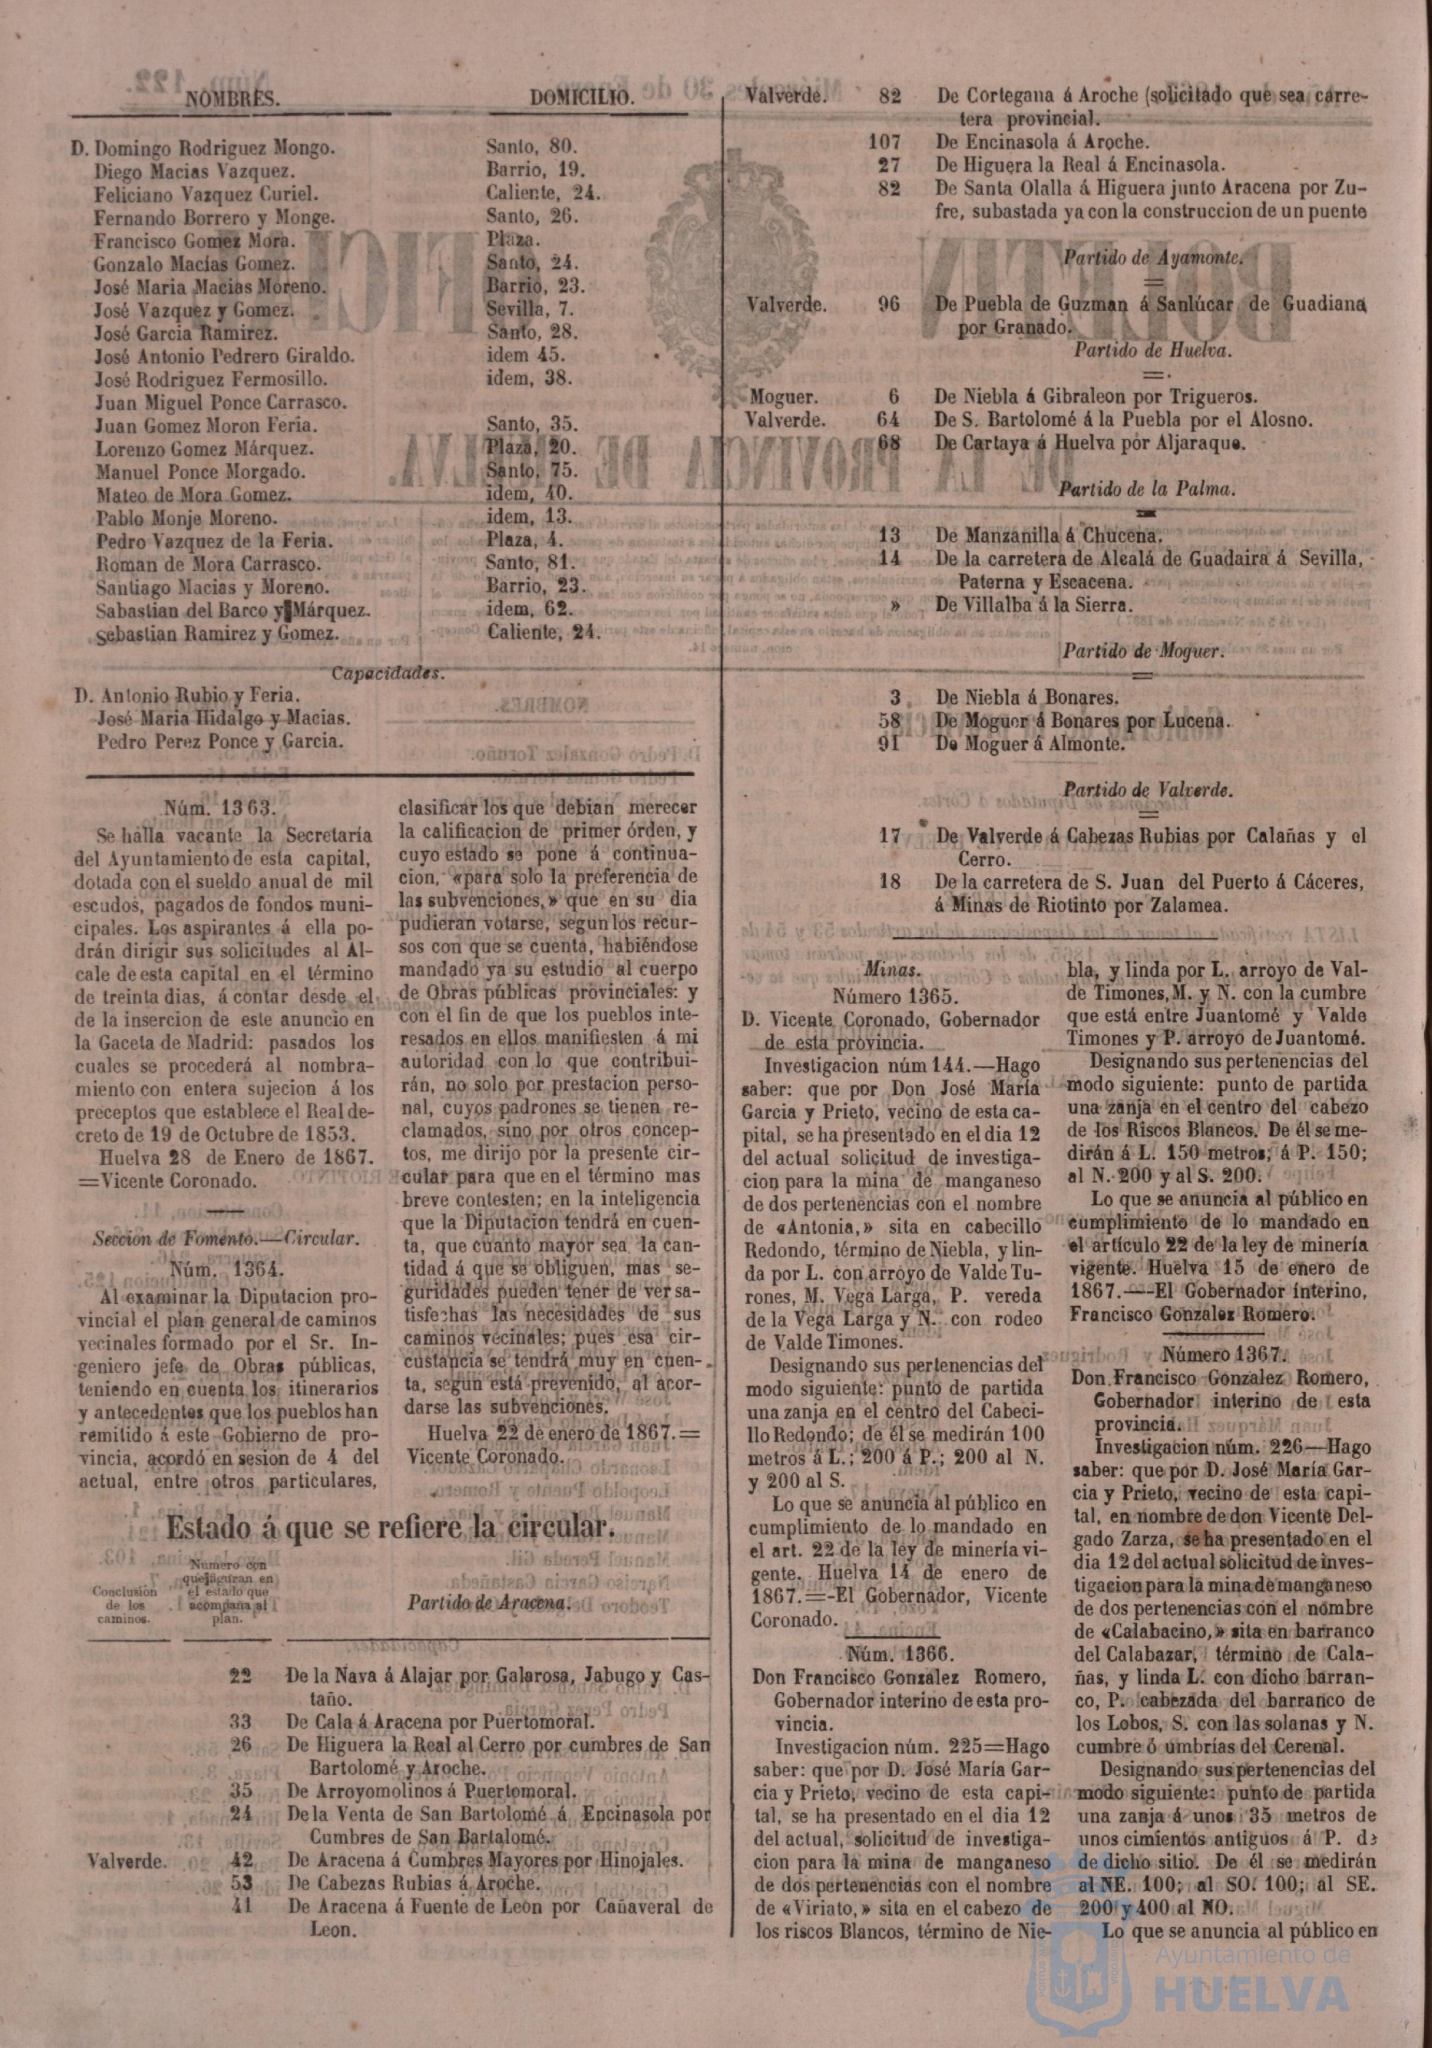 NOMBRES. DOMICILIO.
D. Domingo Rodriguez Mongo. Santo, 80.
Diego Macias Vazquez. Barrio, 19.
Feliciano Vazquez Curiel. Caliente, 24.
Fernando Borrero y Monge. Santo, 26.
Francisco Gomez Mora. Plaza.
Gonzalo Macías Gomez. Santo, 24.
José Maria Macias Moreno. Barrio, 23.
José Vazquez y Gomez. Sevilla, 7.
José Garcia Ramirez. Santo, 28.
José Antonio Pedrero Giraldo. idem 45.
José Rodriguez Fermosillo. idem, 38.
Juan Miguel Ponce Carrasco.
Juan Gomez Moron Feria. Santo, 35.
Lorenzo Gomez Márquez. Plaza, 20.
Manuel Ponce Morgado. Santo, 75.
Mateo de Mora Gomez. idem, 40.
Pablo Monje Moreno. idem, 13.
Pedro Vazquez de la Feria. Plaza, 4.
Roman de Mora Carrasco. Santo, 81.
Santiago Macias y Moreno. Barrio, 23.
Sabastian del Barco y Márquez. idem, 62.
Sebastian Ramirez y Gomez. Caliente, 24.
Capacidades.
D. Antonio Rubio y Feria.
José Maria Hidalgo y Macias.
Pedro Perez Ponce y Garcia.
Núm. 1363.
Se halla vacante la Secretaría
del Ayuntamiento de esta capital,
dotada con el sueldo anual de mil
escudos, pagados de fondos muni-
cipales. Los aspirantes á ella po-
drán dirigir sus solicitudes al Al-
cale de esta capital en el término
de treinta dias, á contar desde el
de la insercion de este anuncio en
la Gaceta de Madrid: pasados los
cuales se procederá al nombra-
miento con entera sujecion á los
preceptos que establece el Real de-
creto de 19 de Octubre de 1853.
Huelva 28 de Enero de 1867.
=Vicente Coronado.
Seccion de Fomento.—Circular.
Núm. 1364.
Al examinar la Diputacion pro-
vincial el plan general de caminos
vecinales formado por el Sr. In-
geniero jefe de Obras públicas,
teniendo en cuenta los itinerarios
y antecedentes que los pueblos han
remitido á este Gobierno de pro-
vincia, acordó en sesion de 4 del
actual, entre otros particulares,
clasificar los que debian merecer
la calificacion de primer órden, y
cuyo estado se pone á continua-
cion, «para solo la preferencia de
las subvenciones,» que en su dia
pudieran votarse, segun los recur-
sos con que se cuenta, habiéndose
mandado ya su estudio al cuerpo
de Obras públicas provinciales: y
con el fin de que los pueblos inte-
resados en ellos manifiesten á mi
autoridad con lo que contribui-
rán, no solo por prestacion perso-
nal, cuyos padrones se tienen re-
clamados, sino por otros concep-
tos, me dirijo por la presente cir-
cular para que en el término mas
breve contesten; en la inteligencia
que la Diputacion tendrá en cuen-
ta, que cuanto mayor sea la can-
tidad á que se obliguen, mas se-
guridades pueden tener de ver sa-
tisfechas las necesidades de sus
caminos vecinales; pues esa cir-
custancia se tendrá muy en cuen-
ta, segun está prevenido, al acor-
darse las subvenciones.
Huelva 22 de enero de 1867.=
Vicente Coronado.
Estado á que se refiere la circular.
Conclusion
de los
caminos.
Número con
que figuran en
el estado que
acompaña al
plan.
Partido de Aracena.
22 De la Nava á Alajar por Galarosa, Jabugo y Cas-
taño.
33 De Cala á Aracena por Puertomoral.
26 De Higuera la Real al Cerro por cumbres de San
Bartolomé y Aroche.
35 De Arroyomolinos á Puertomoral.
24 De la Venta de San Bartolomé á Encinasola por
Cumbres de San Bartalomé.
Valverde. 42 De Aracena á Cumbres Mayores por Hinojales.
53 De Cabezas Rubias á Aroche.
41 De Aracena á Fuente de Leon por Cañaveral de
Leon.
Valverde. 82 De Cortegana á Aroche (solicitado que sea carre-
tera provincial.
107 De Encinasola á Aroche.
27 De Higuera la Real á Encinasola.
82 De Santa Olalla á Higuera junto Aracena por Zu-
fre, subastada ya con la construccion de un puente
Partido de Ayamonte.
Valverde. 96 De Puebla de Guzman á Sanlúcar de Guadiana
por Granado.
Partido de Huelva.
Moguer. 6 De Niebla á Gibraleon por Trigueros.
Valverde. 64 De S. Bartolomé á la Puebla por el Alosno.
68 De Cartaya á Huelva por Aljaraque.
Partido de la Palma.
13 De Manzanilla á Chucena.
14 De la carretera de Alcalá de Guadaira á Sevilla,
Paterna y Escacena.
» De Villalba á la Sierra.
Partido de Moguer.
3 De Niebla á Bonares.
58 De Moguer á Bonares por Lucena.
91 De Moguer á Almonte.
Partido de Valverde.
17 De Valverde á Cabezas Rubias por Calañas y el
Cerro.
18 De la carretera de S. Juan del Puerto á Cáceres,
á Minas de Riotinto por Zalamea.
Minas.
Número 1365.
D. Vicente Coronado, Gobernador
de esta provincia.
Investigacion núm 144.—Hago
saber: que por Don José María
Garcia y Prieto, vecino de esta ca-
pital, se ha presentado en el dia 12
del actual solicitud de investiga-
cion para la mina de manganeso
de dos pertenencias con el nombre
de «Antonia,» sita en cabecillo
Redondo, término de Niebla, y lin-
da por L. con arroyo de Valde Tu-
rones, M. Vega Larga, P. vereda
de la Vega Larga y N. con rodeo
de Valde Timones.
Designando sus pertenencias del
modo siguiente: punto de partida
una zanja en el centro del Cabeci-
llo Redondo; de él se medirán 100
metros á L.; 200 á P.; 200 al N.
y 200 al S.
Lo que se anuncia al público en
cumplimiento de lo mandado en
el art. 22 de la ley de minería vi-
gente. Huelva 14 de enero de
1867.=-El Gobernador, Vicente
Coronado.
Núm. 1366.
Don Francisco González Romero,
Gobernador interino de esta pro-
vincia.
Investigacion núm. 225=Hago
saber: que por D. José María Gar-
cia y Prieto, vecino de esta capi-
tal, se ha presentado en el dia 12
del actual, solicitud de investiga-
cion para la mina de manganeso
de dos pertenencias con el nombre
de «Viriato,» sita en el cabezo de
los riscos Blancos, término de Nie-
bla, y linda por L. arroyo de Val-
de Timones, M. y N. con la cumbre
que está entre Juantomé y Valde
Timones y P. arroyo de Juantomé.
Designando sus pertenencias del
modo siguiente: punto de partida
una zanja en el centro del cabezo
de los Riscos Blancos. De él se me-
dirán á L. 150 metros; á P. 150;
al N. 200 y al S. 200.
Lo que se anuncia al público en
cumplimiento de lo mandado en
el artículo 22 de la ley de minería
vigente. Huelva 15 de enero de
1867.—El Gobernador interino,
Francisco González Romero.
Número 1367.
Don Francisco Gonzalez Romero,
Gobernador interino de esta
provincia.
Investigacion núm. 226—Hago
saber: que por D. José María Gar-
cia y Prieto, vecino de esta capi-
tal, en nombre de don Vicente Del-
gado Zarza, se ha presentado en el
dia 12 del actual solicitud de inves-
tigacion para la mina de manganeso
de dos pertenencias con el nombre
de «Calabacino,» sita en barranco
del Calabazar, término de Cala-
ñas, y linda L. con dicho barran-
co, P. cabezada del barranco de
los Lobos, S. con las solanas y N.
cumbre ó umbrías del Cerenal.
Designando sus pertenencias del
modo siguiente: punto de partida
una zanja á unos 35 metros de
unos cimientos antiguos á P. de
de dicho sitio. De él se medirán
al NE. 100; al SO. 100; al SE.
200 y 400 al NO.
Lo que se anuncia al público en
Ayuntamiento de
HUELVA